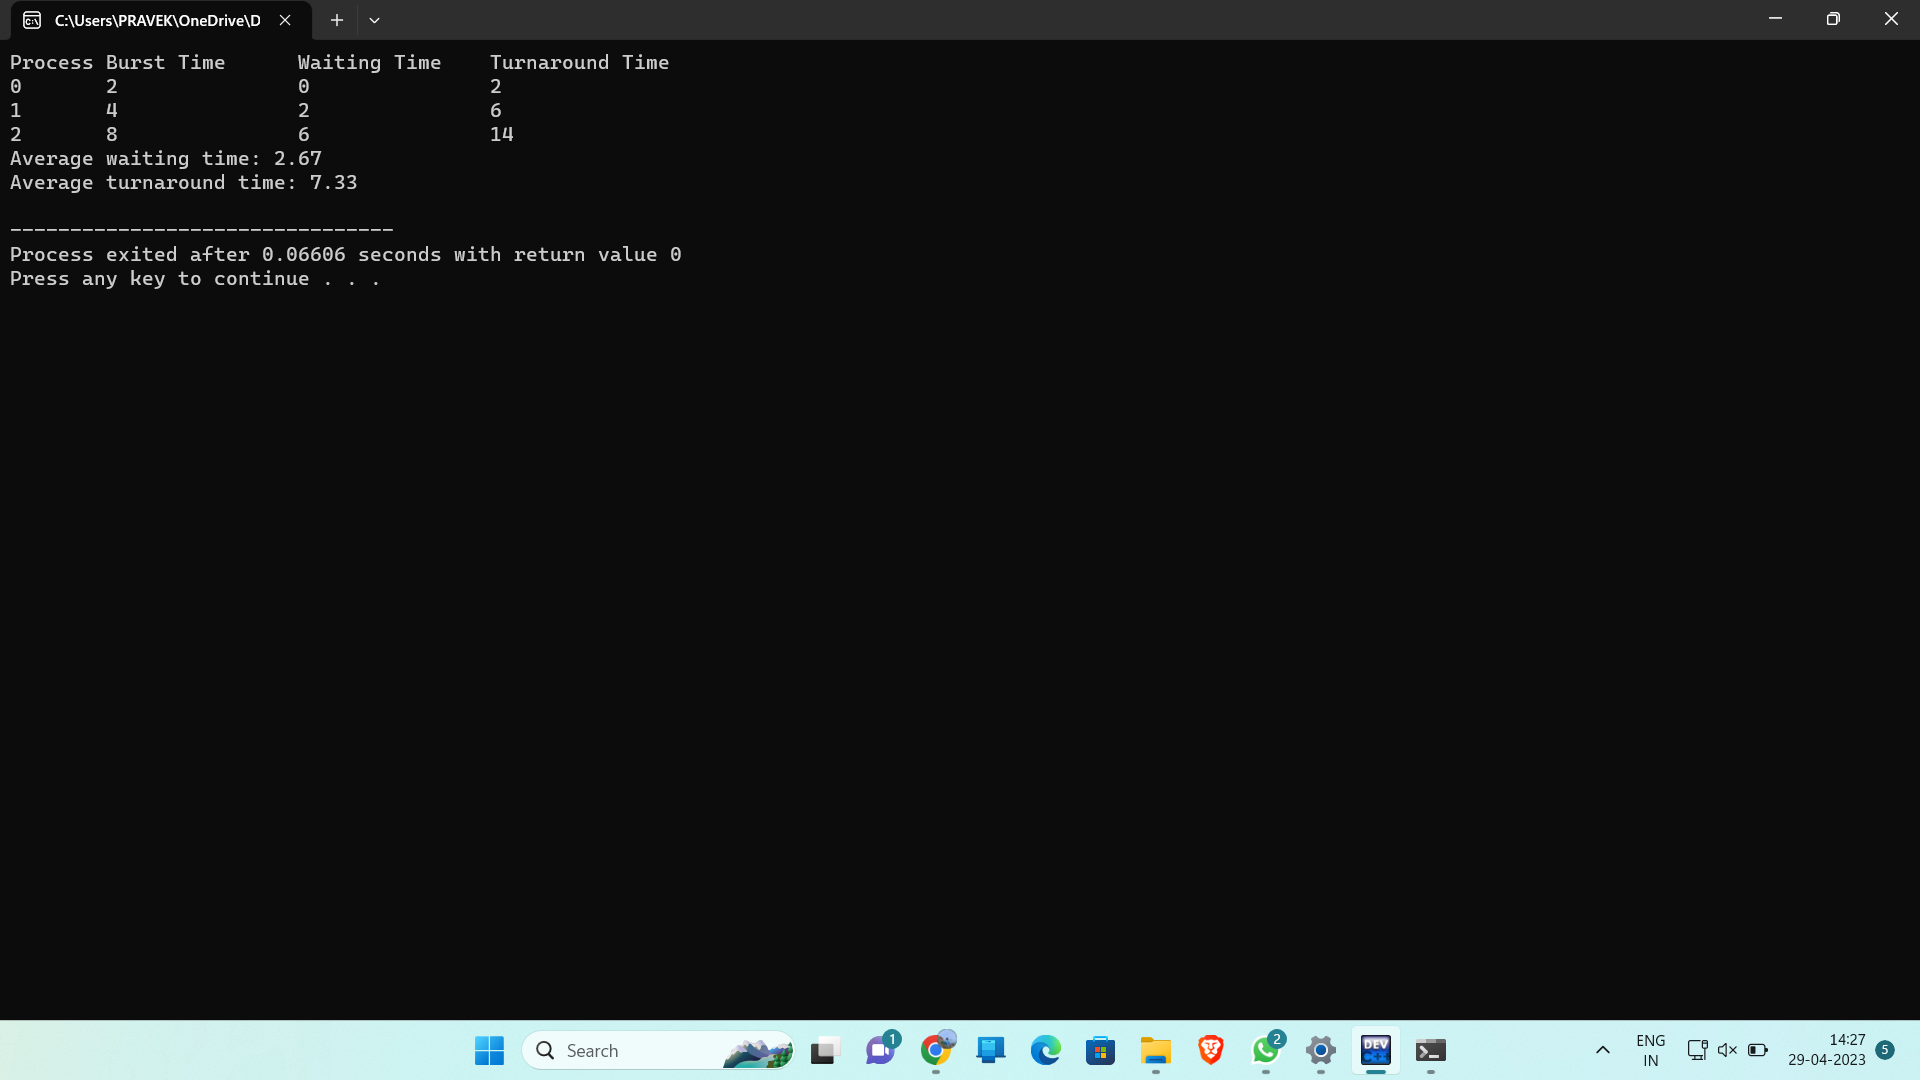 C:\Users\PRAVEK\OneDrive\D
Process Burst Time Waiting Time Turnaround Time
0 2 0 2
1 4 2 6
2 8 6 14
Average waiting time: 2.67
Average turnaround time: 7.33
--------------------------------
Process exited after 0.06606 seconds with return value 0
Press any key to continue . . .
Search
1
2
DEV
C++
ENG
IN
14:27
29-04-2023
5